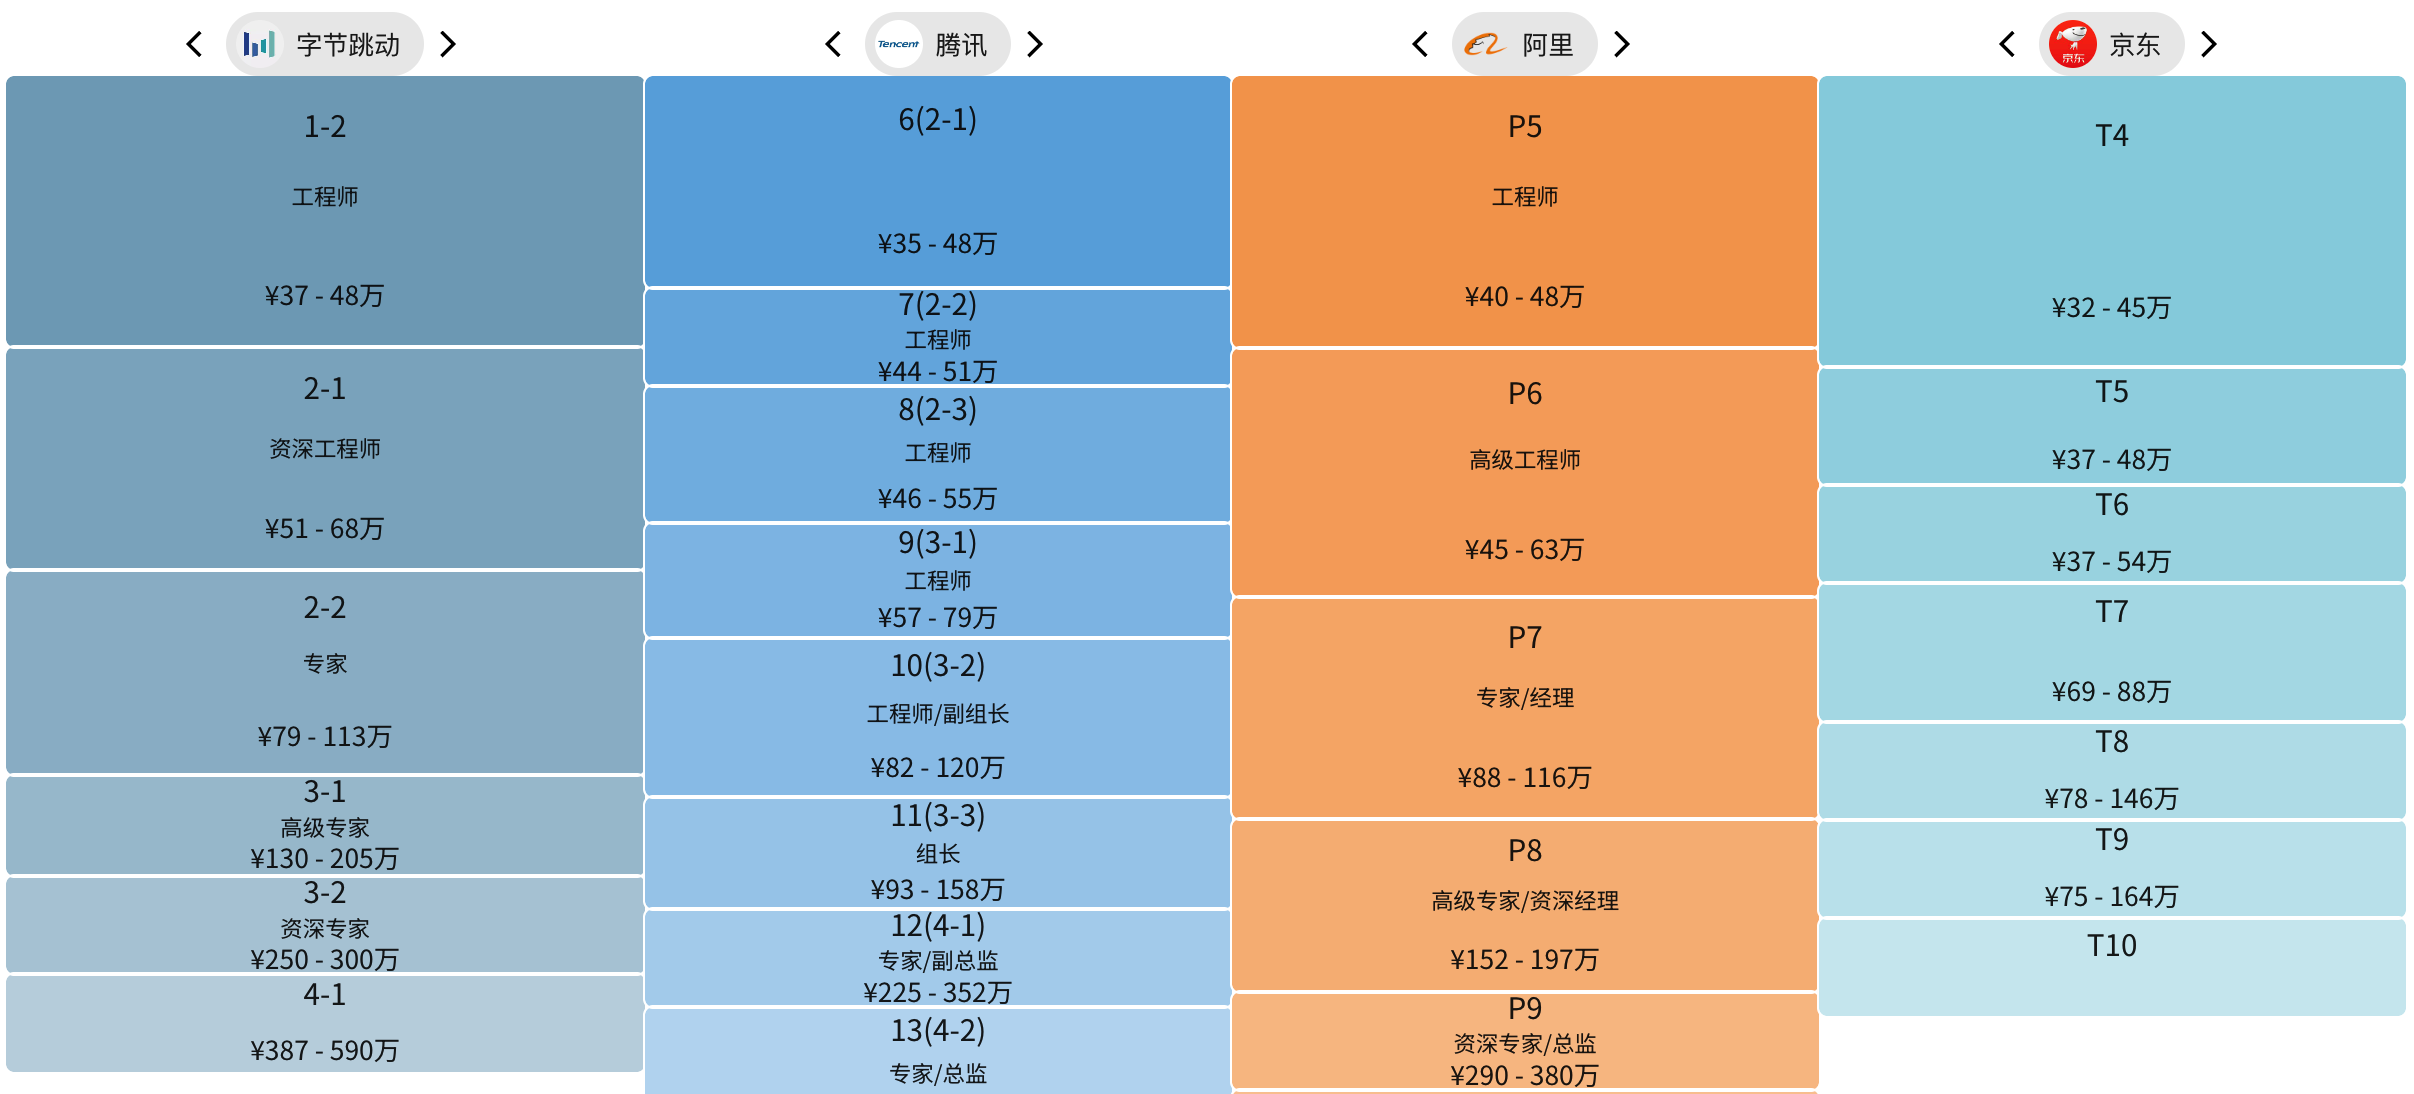 字节跳动
1-2
工程师
¥37 - 48万
2-1
资深工程师
¥51 - 68万
2-2
专家
¥79 - 113万
3-1
高级专家
¥130 - 205万
3-2
资深专家
¥250 - 300万
4-1
¥387 - 590万
Tencent
腾讯
6(2-1)
¥35 - 48万
7(2-2)
工程师
¥44 - 51万
8(2-3)
工程师
¥46 - 55万
9(3-1)
工程师
¥57 - 79万
10(3-2)
工程师/副组长
¥82 - 120万
11(3-3)
组长
¥93 - 158万
12(4-1)
专家/副总监
¥225 - 352万
13(4-2)
专家/总监
阿里
P5
工程师
¥40 - 48万
P6
高级工程师
¥45 - 63万
P7
专家/经理
¥88 - 116万
P8
高级专家/资深经理
¥152 - 197万
P9
资深专家/总监
¥290 - 380万
京东
京东
T4
¥32 - 45万
T5
¥37 - 48万
T6
¥37 - 54万
T7
¥69 - 88万
T8
¥78 - 146万
T9
¥75 - 164万
T10